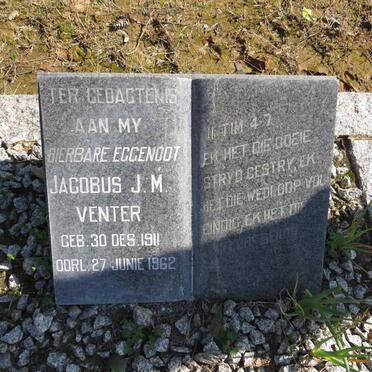 TER GEDAGTENIS
AAN MY
DIERBARE EGGENOOT
JACOBUS J.M.
VENTER
GEB. 30 DES. 1911
OORL. 27 JUNIE 1962
II TIM 4-7
EK HET DIE GOEIE
STRYD GESTRY, EK
HET DIE WEDLOOP VOL-
EINDIG, EK HET DIE